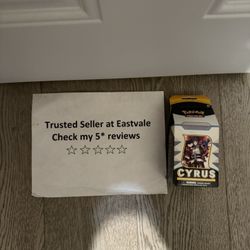 Trusted Seller at Eastvale
Check my 5* reviews
☆☆☆☆☆
POKÉMON
CYRUS